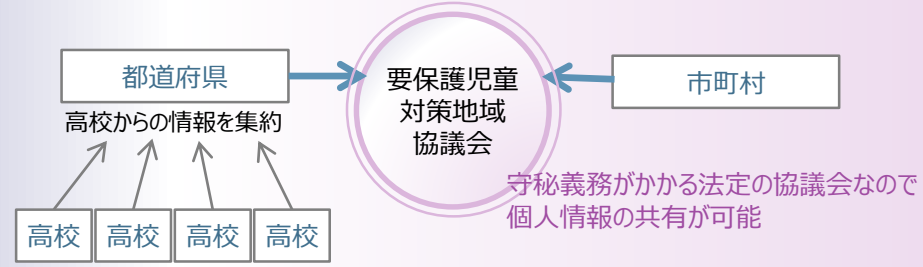 都道府県
高校からの情報を集約
高校
高校
高校
高校
要保護児童
対策地域
協議会
市町村
守秘義務がかかる法定の協議会なので
個人情報の共有が可能